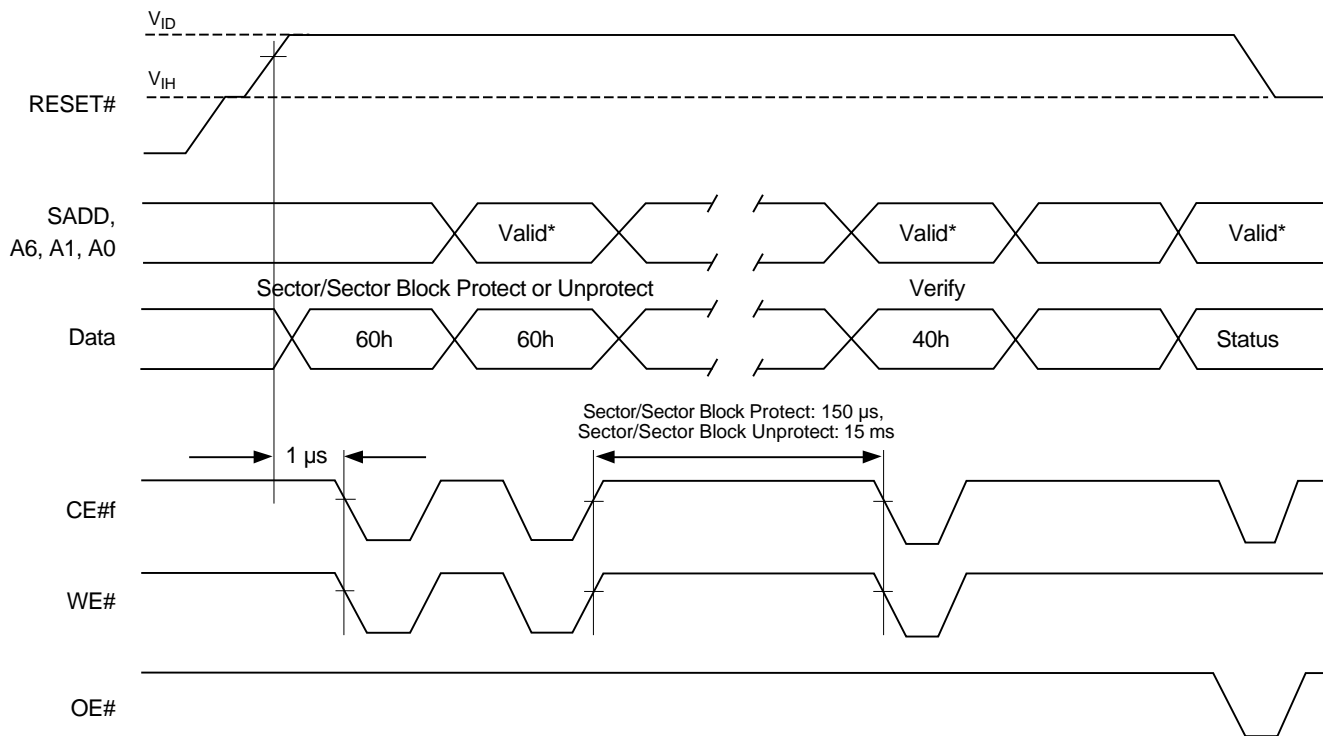 VID
VIH
RESET#
SADD,
A6, A1, A0
Valid*
Valid*
Valid*
Sector/Sector Block Protect or Unprotect
Verify
Data
60h
60h
40h
Status
Sector/Sector Block Protect: 150 µs,
Sector/Sector Block Unprotect: 15 ms
1 µs
CE#f
WE#
OE#